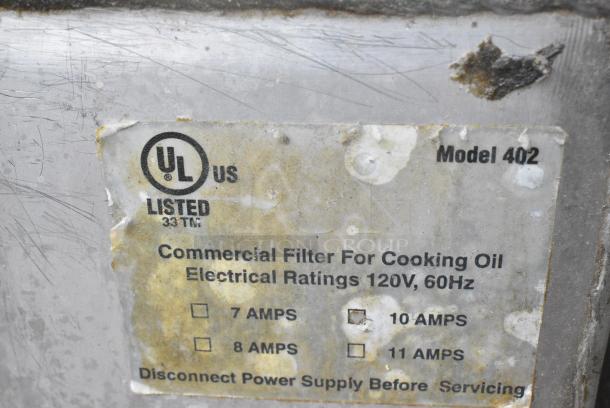 UL
®
US
LISTED
33 TM
Model 402
Commercial Filter For Cooking Oil
Electrical Ratings 120V, 60Hz
7 AMPS
10 AMPS
8 AMPS
11 AMPS
Disconnect Power Supply Before Servicing
GROUP